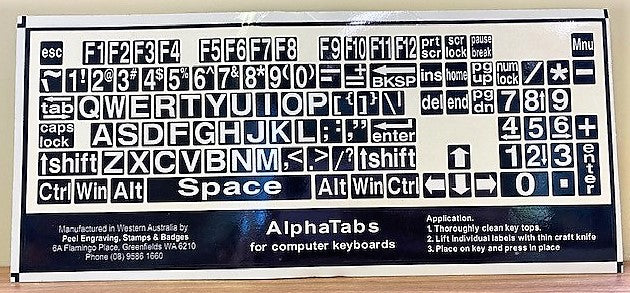 esc F1 F2 F3 F4 F5 F6 F7 F8 F9 F10 F11 F12 prt scr scr lock pause break Mnu
~ 1! 2@ 3# 4$ 5% 6^ 7& 8* 9( 0) BKSP ins home pg up num lock / * -
tab Q W E R T Y U I O P [{ ]} \| del end pg dn 7 8 9
caps lock A S D F G H J K L ;: '" enter 4 5 6 +
shift Z X C V B N M ,< .> /? shift 1 2 3 enter
Ctrl Win Alt Space Alt Win Ctrl 0 .
Manufactured in Western Australia by
Peel Engraving, Stamps & Badges
6A Flamingo Place, Greenfields WA 6210
Phone (08) 9586 1660
AlphaTabs
for computer keyboards
Application.
1. Thoroughly clean key tops.
2. Lift individual labels with thin craft knife
3. Place on key and press in place